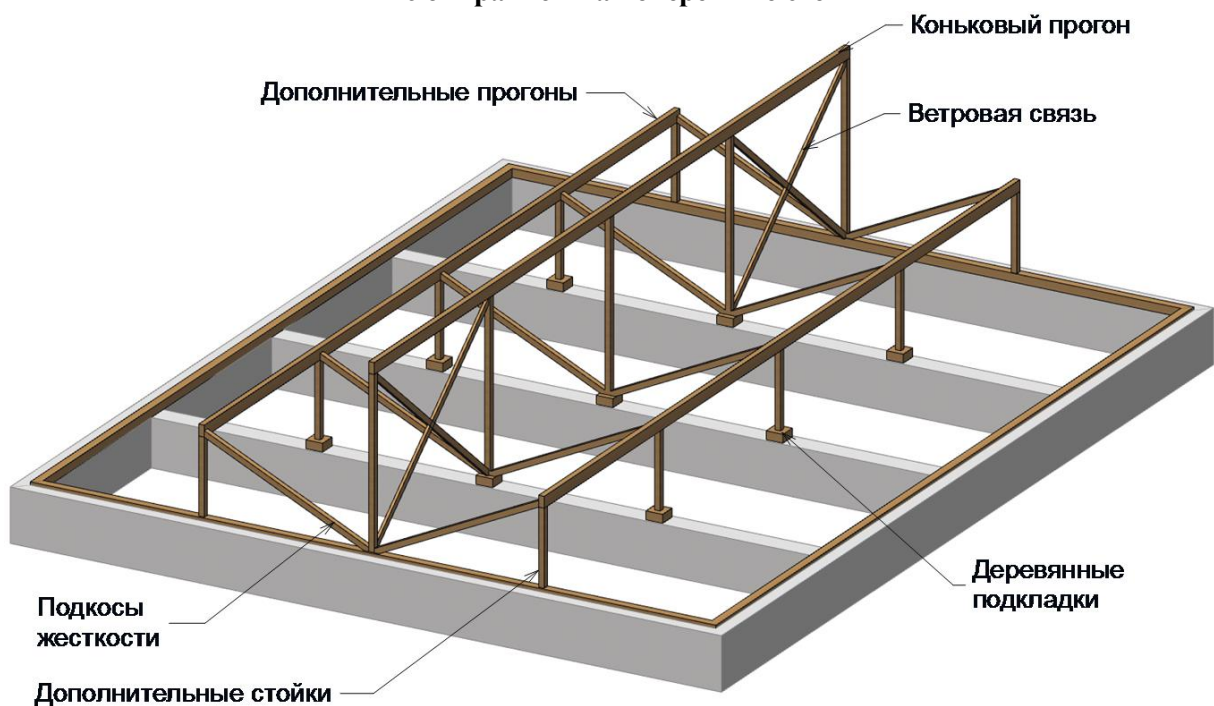 Коньковый прогон
Дополнительные прогоны
Ветровая связь
Деревянные
подкладки
Подкосы
жесткости
Дополнительные стойки